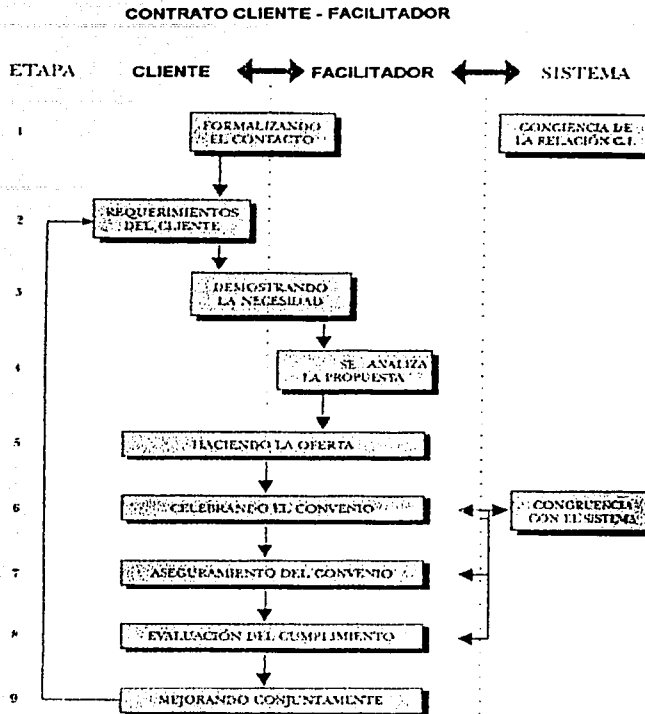 CONTRATO CLIENTE - FACILITADOR
ETAPA CLIENTE FACILITADOR SISTEMA
1 FORMALIZANDO
EL CONTACTO
CONCIENCIA DE
LA RELACIÓN C.I.
2 REQUERIMIENTOS
DEL CLIENTE
3 DEMOSTRANDO
LA NECESIDAD
4 SE ANALIZA
LA PROPUESTA
5 HACIENDO LA OFERTA
6 CELEBRANDO EL CONVENIO
CONGRUENCIA
CON EL SISTEMA
7 ASEGURAMIENTO DEL CONVENIO
8 EVALUACIÓN DEL CUMPLIMIENTO
9 MEJORANDO CONJUNTAMENTE